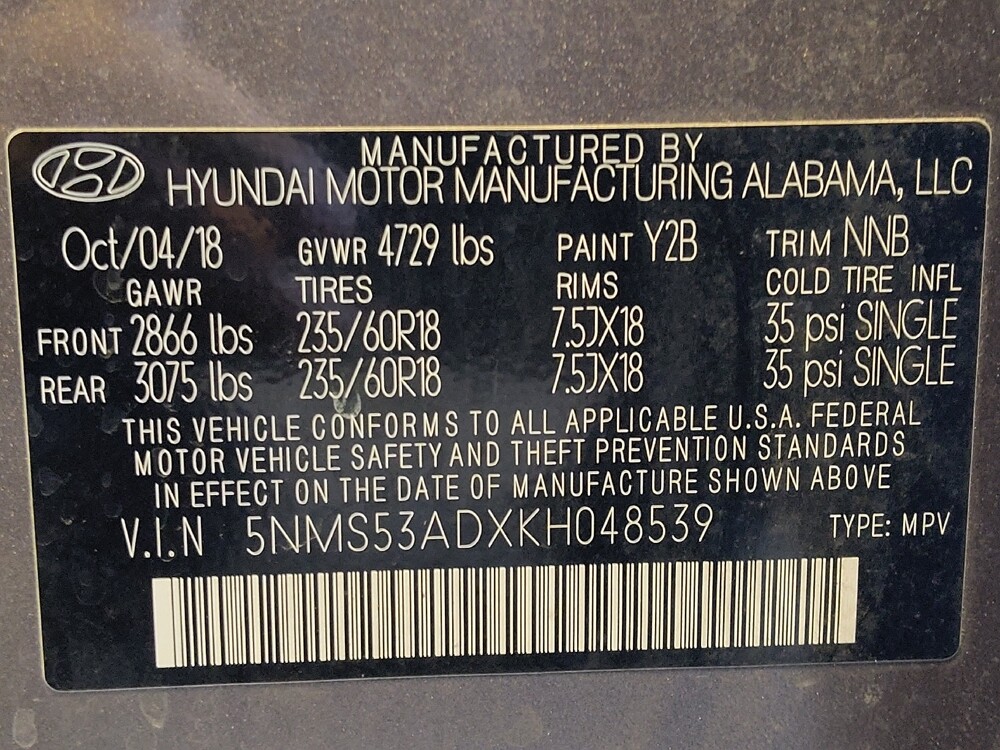 MANUFACTURED BY
HYUNDAI MOTOR MANUFACTURING ALABAMA, LLC
Oct/04/18 GVWR 4729 lbs PAINT Y2B TRIM NNB
GAWR TIRES RIMS COLD TIRE INFL
FRONT 2866 lbs 235/60R18 7.5JX18 35 psi SINGLE
REAR 3075 lbs 235/60R18 7.5JX18 35 psi SINGLE
THIS VEHICLE CONFORMS TO ALL APPLICABLE U.S.A. FEDERAL
MOTOR VEHICLE SAFETY AND THEFT PREVENTION STANDARDS
IN EFFECT ON THE DATE OF MANUFACTURE SHOWN ABOVE
V.I.N 5NMS53ADXKH048539 TYPE: MPV